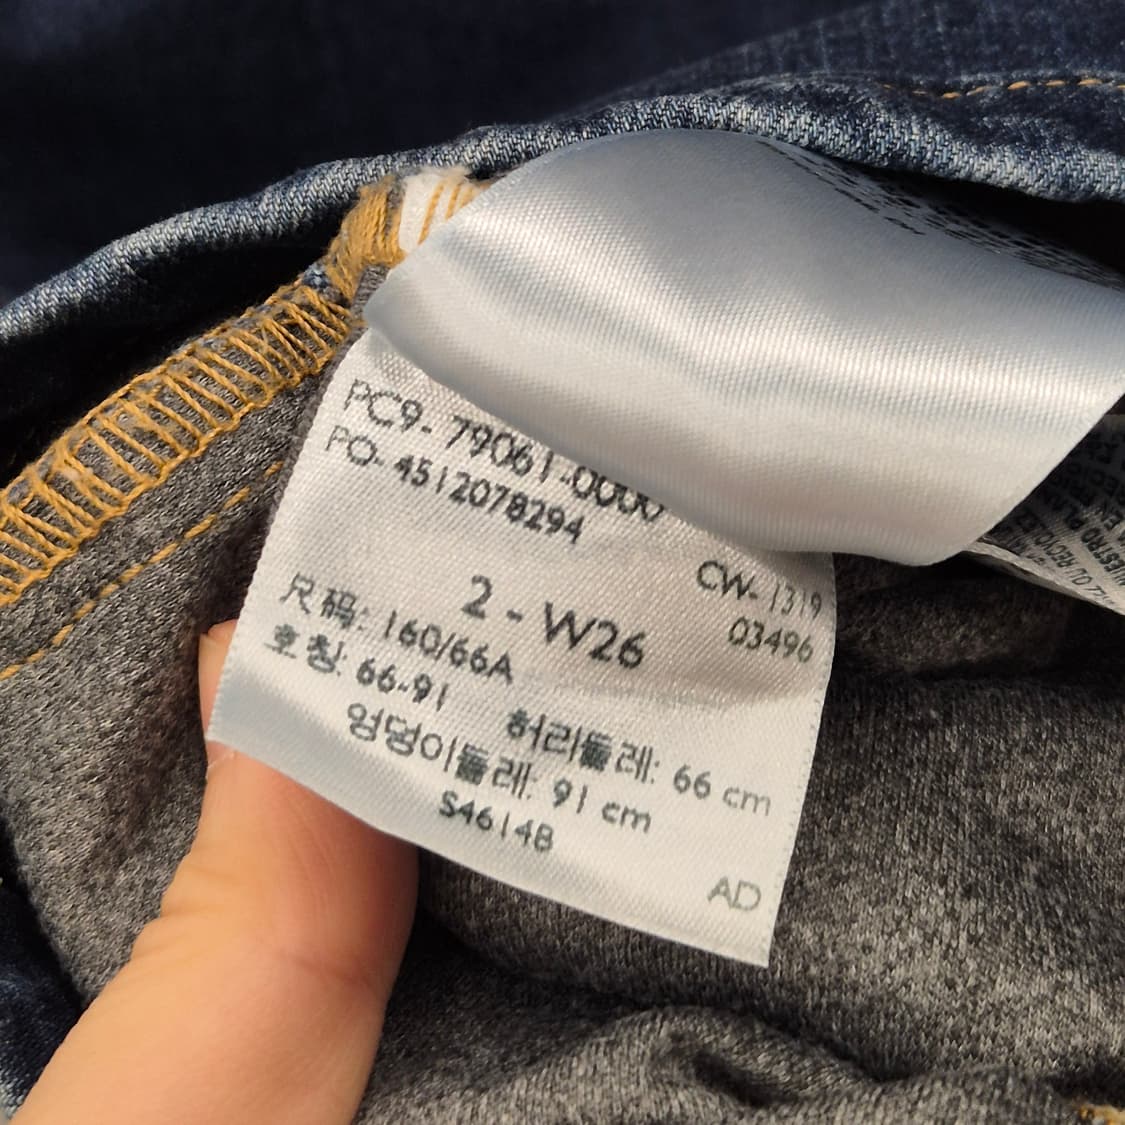 PC9- 79061-0000
PO- 4512078294
CW- 1319
03496
2 - W26
尺码: 160/66A
호칭: 66-91
허리둘레: 66 cm
엉덩이둘레: 91 cm
S46148
AD